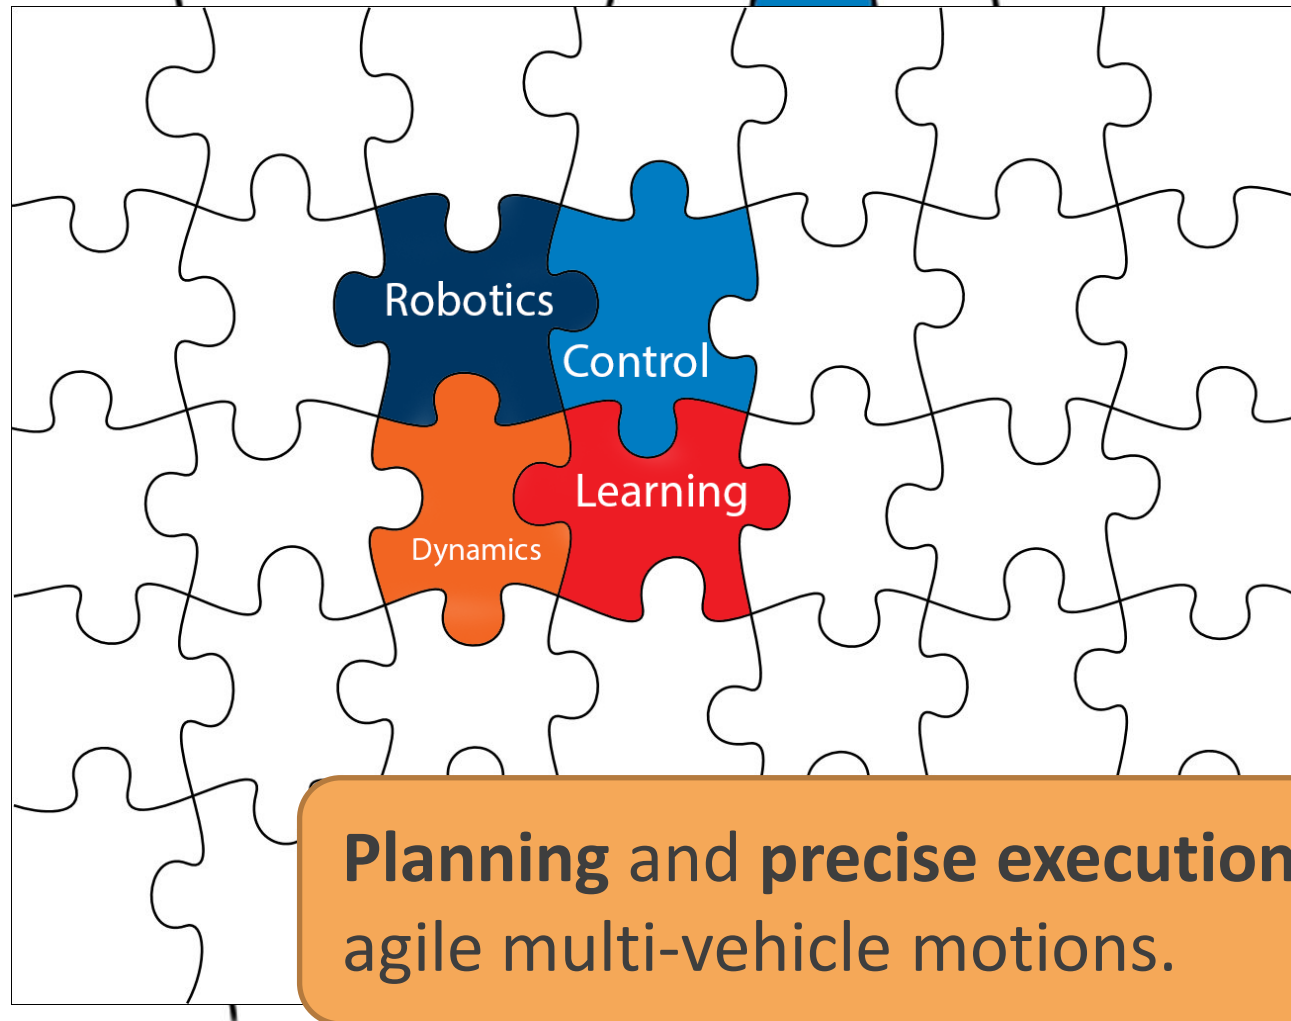 Robotics
Control
Learning
Dynamics
Planning and precise execution
agile multi-vehicle motions.